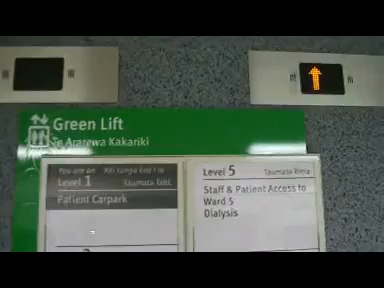 Green Lift
Te Ararewa Kakariki
You are on
Level 1 Taumata Tahi
Patient Carpark
Level 5 Taumata Rima
Staff & Patient Access to
Ward 5
Dialysis